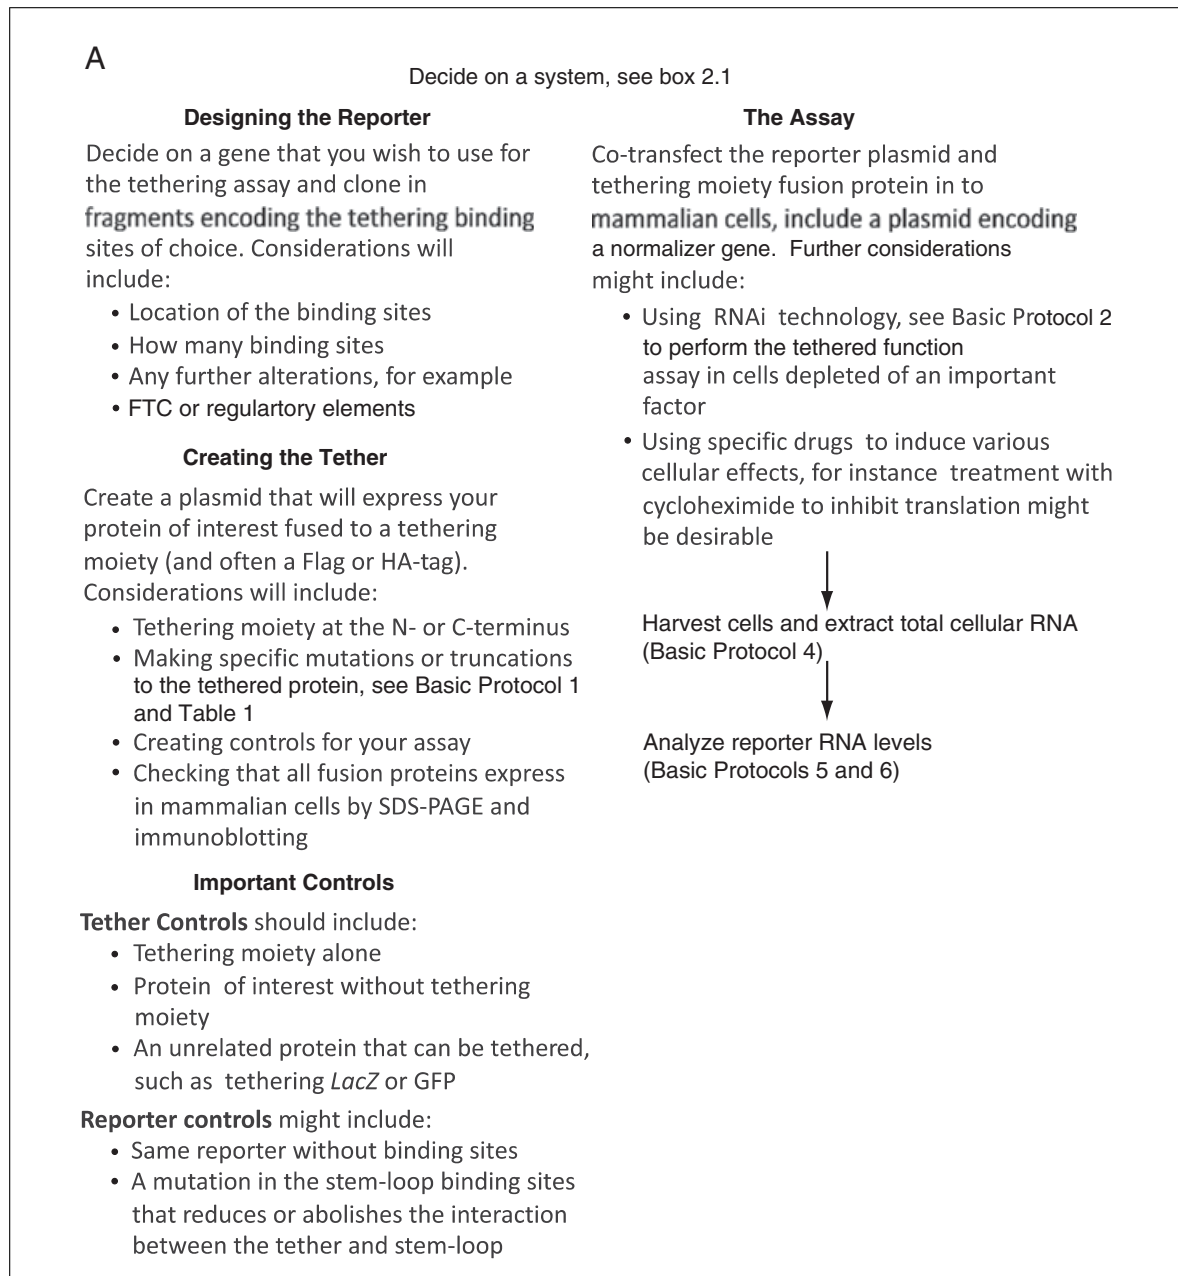 A
Decide on a system, see box 2.1
Designing the Reporter
Decide on a gene that you wish to use for
the tethering assay and clone in
fragments encoding the tethering binding
sites of choice. Considerations will
include:
• Location of the binding sites
• How many binding sites
• Any further alterations, for example
• FTC or regulartory elements
Creating the Tether
Create a plasmid that will express your
protein of interest fused to a tethering
moiety (and often a Flag or HA-tag).
Considerations will include:
• Tethering moiety at the N- or C-terminus
• Making specific mutations or truncations
to the tethered protein, see Basic Protocol 1
and Table 1
• Creating controls for your assay
• Checking that all fusion proteins express
in mammalian cells by SDS-PAGE and
immunoblotting
Important Controls
Tether Controls should include:
• Tethering moiety alone
• Protein of interest without tethering
moiety
• An unrelated protein that can be tethered,
such as tethering LacZ or GFP
Reporter controls might include:
• Same reporter without binding sites
• A mutation in the stem-loop binding sites
that reduces or abolishes the interaction
between the tether and stem-loop
The Assay
Co-transfect the reporter plasmid and
tethering moiety fusion protein in to
mammalian cells, include a plasmid encoding
a normalizer gene. Further considerations
might include:
• Using RNAi technology, see Basic Protocol 2
to perform the tethered function
assay in cells depleted of an important
factor
• Using specific drugs to induce various
cellular effects, for instance treatment with
cycloheximide to inhibit translation might
be desirable
Harvest cells and extract total cellular RNA
(Basic Protocol 4)
Analyze reporter RNA levels
(Basic Protocols 5 and 6)